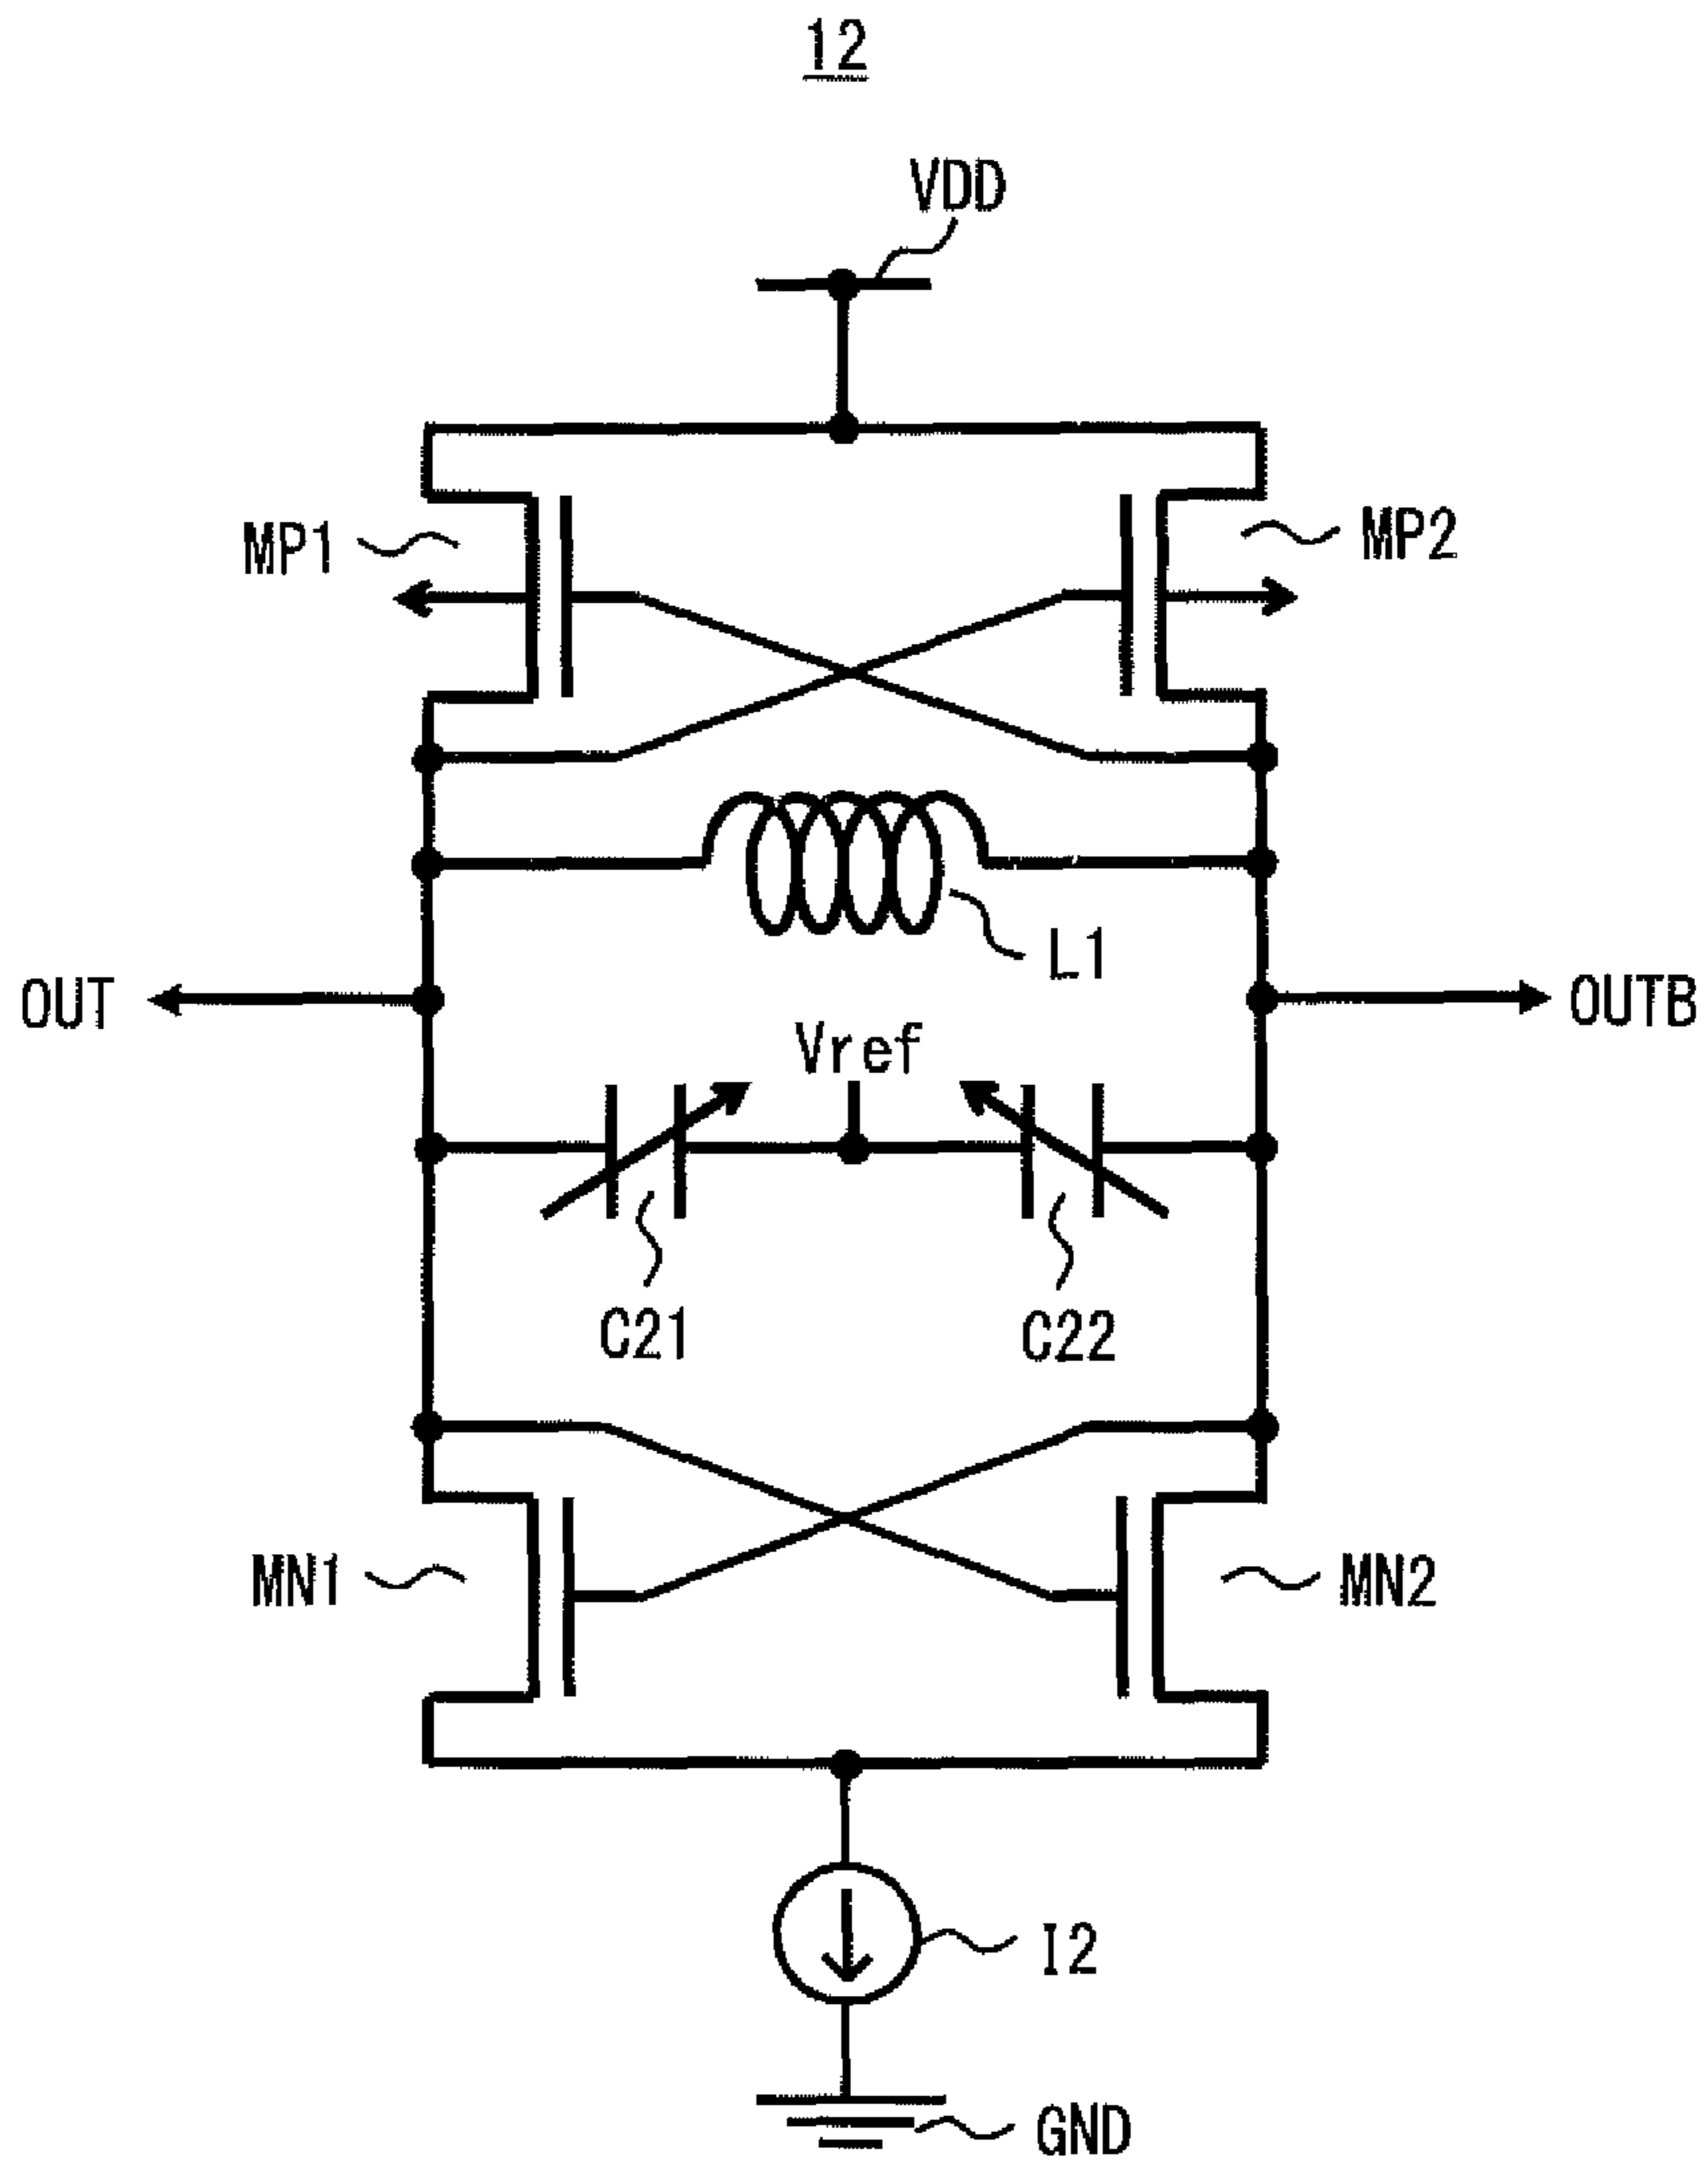 12
VDD
MP1
MP2
L1
OUT
OUTB
Vref
C21
C22
MN1
MN2
I2
GND